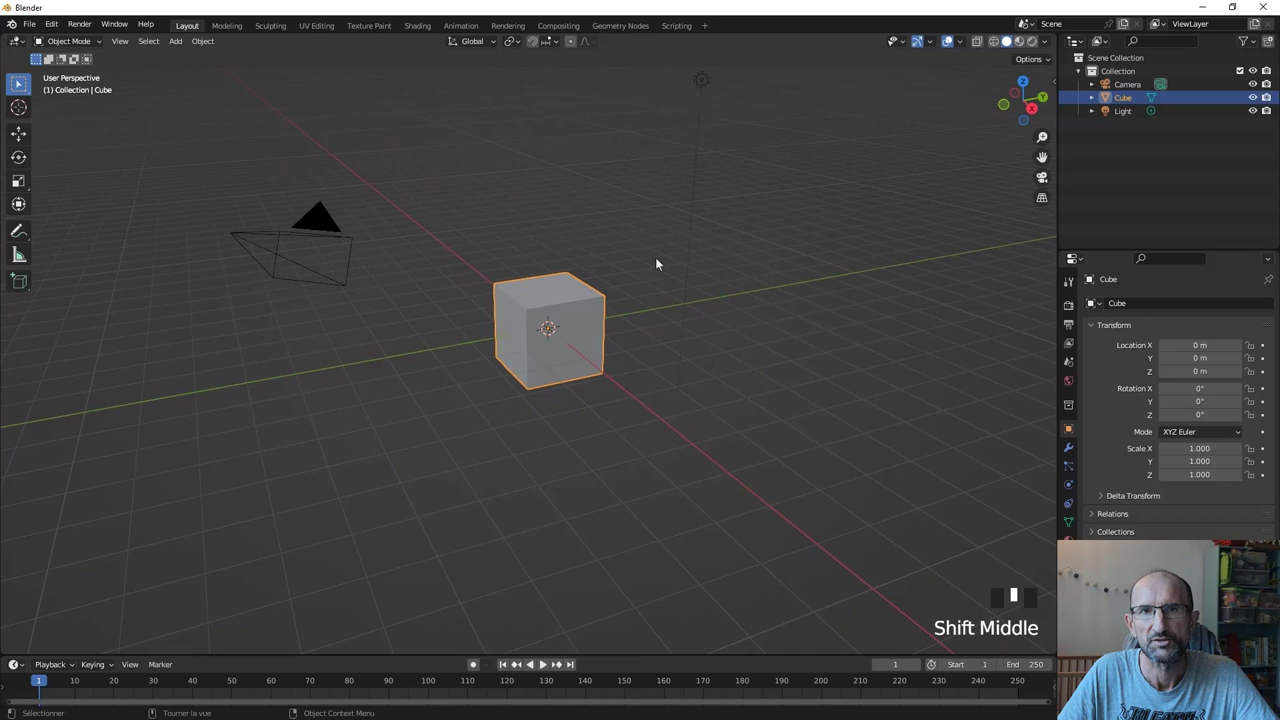 Blender
File Edit Render Window Help Layout Modeling Sculpting UV Editing Texture Paint Shading Animation Rendering Compositing Geometry Nodes Scripting + Scene ViewLayer
Object Mode View Select Add Object Global
Options
User Perspective
(1) Collection | Cube
X
Y
Z
Scene Collection
Collection
Camera
Cube
Light
Cube
Cube
Transform
Location X 0 m
Y 0 m
Z 0 m
Rotation X 0°
Y 0°
Z 0°
Mode XYZ Euler
Scale X 1.000
Y 1.000
Z 1.000
Delta Transform
Relations
Collections
Shift Middle
Playback Keying View Marker 1 Start 1 End 250
1 10 20 30 40 50 60 70 80 90 100 110 120 130 140 150 160 170 180 190 200 210 220 230 240 250
Sélectionner Tourner la vue Object Context Menu